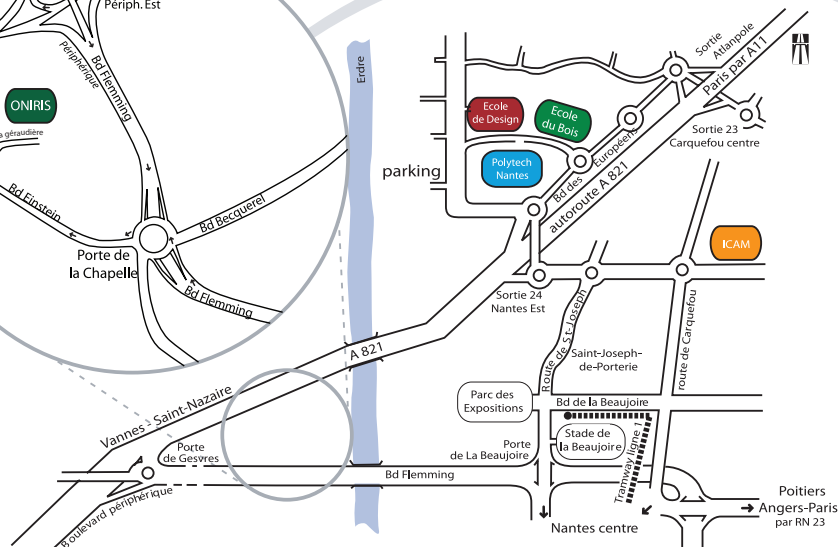 Périph. Est
Périphérique
Bd Flemming
ONIRIS
a géraudière
Bd Einstein
Bd Becquerel
Porte de
la Chapelle
Bd Flemming
Erdre
Sortie
Atlanpole
Paris par A11
Ecole
de Design
Ecole
du Bois
Sortie 23
Carquefou centre
Polytech
Nantes
parking
Bd des Européens
autoroute A 821
ICAM
Sortie 24
Nantes Est
Route de St-Joseph
route de Carquefou
Saint-Joseph-
de-Porterie
A 821
Vannes - Saint-Nazaire
Parc des
Expositions
Bd de la Beaujoire
Stade de
la Beaujoire
Tramway ligne 1
Porte
de La Beaujoire
Porte
de Gesvres
Bd Flemming
Boulevard périphérique
Nantes centre
Poitiers
Angers-Paris
par RN 23